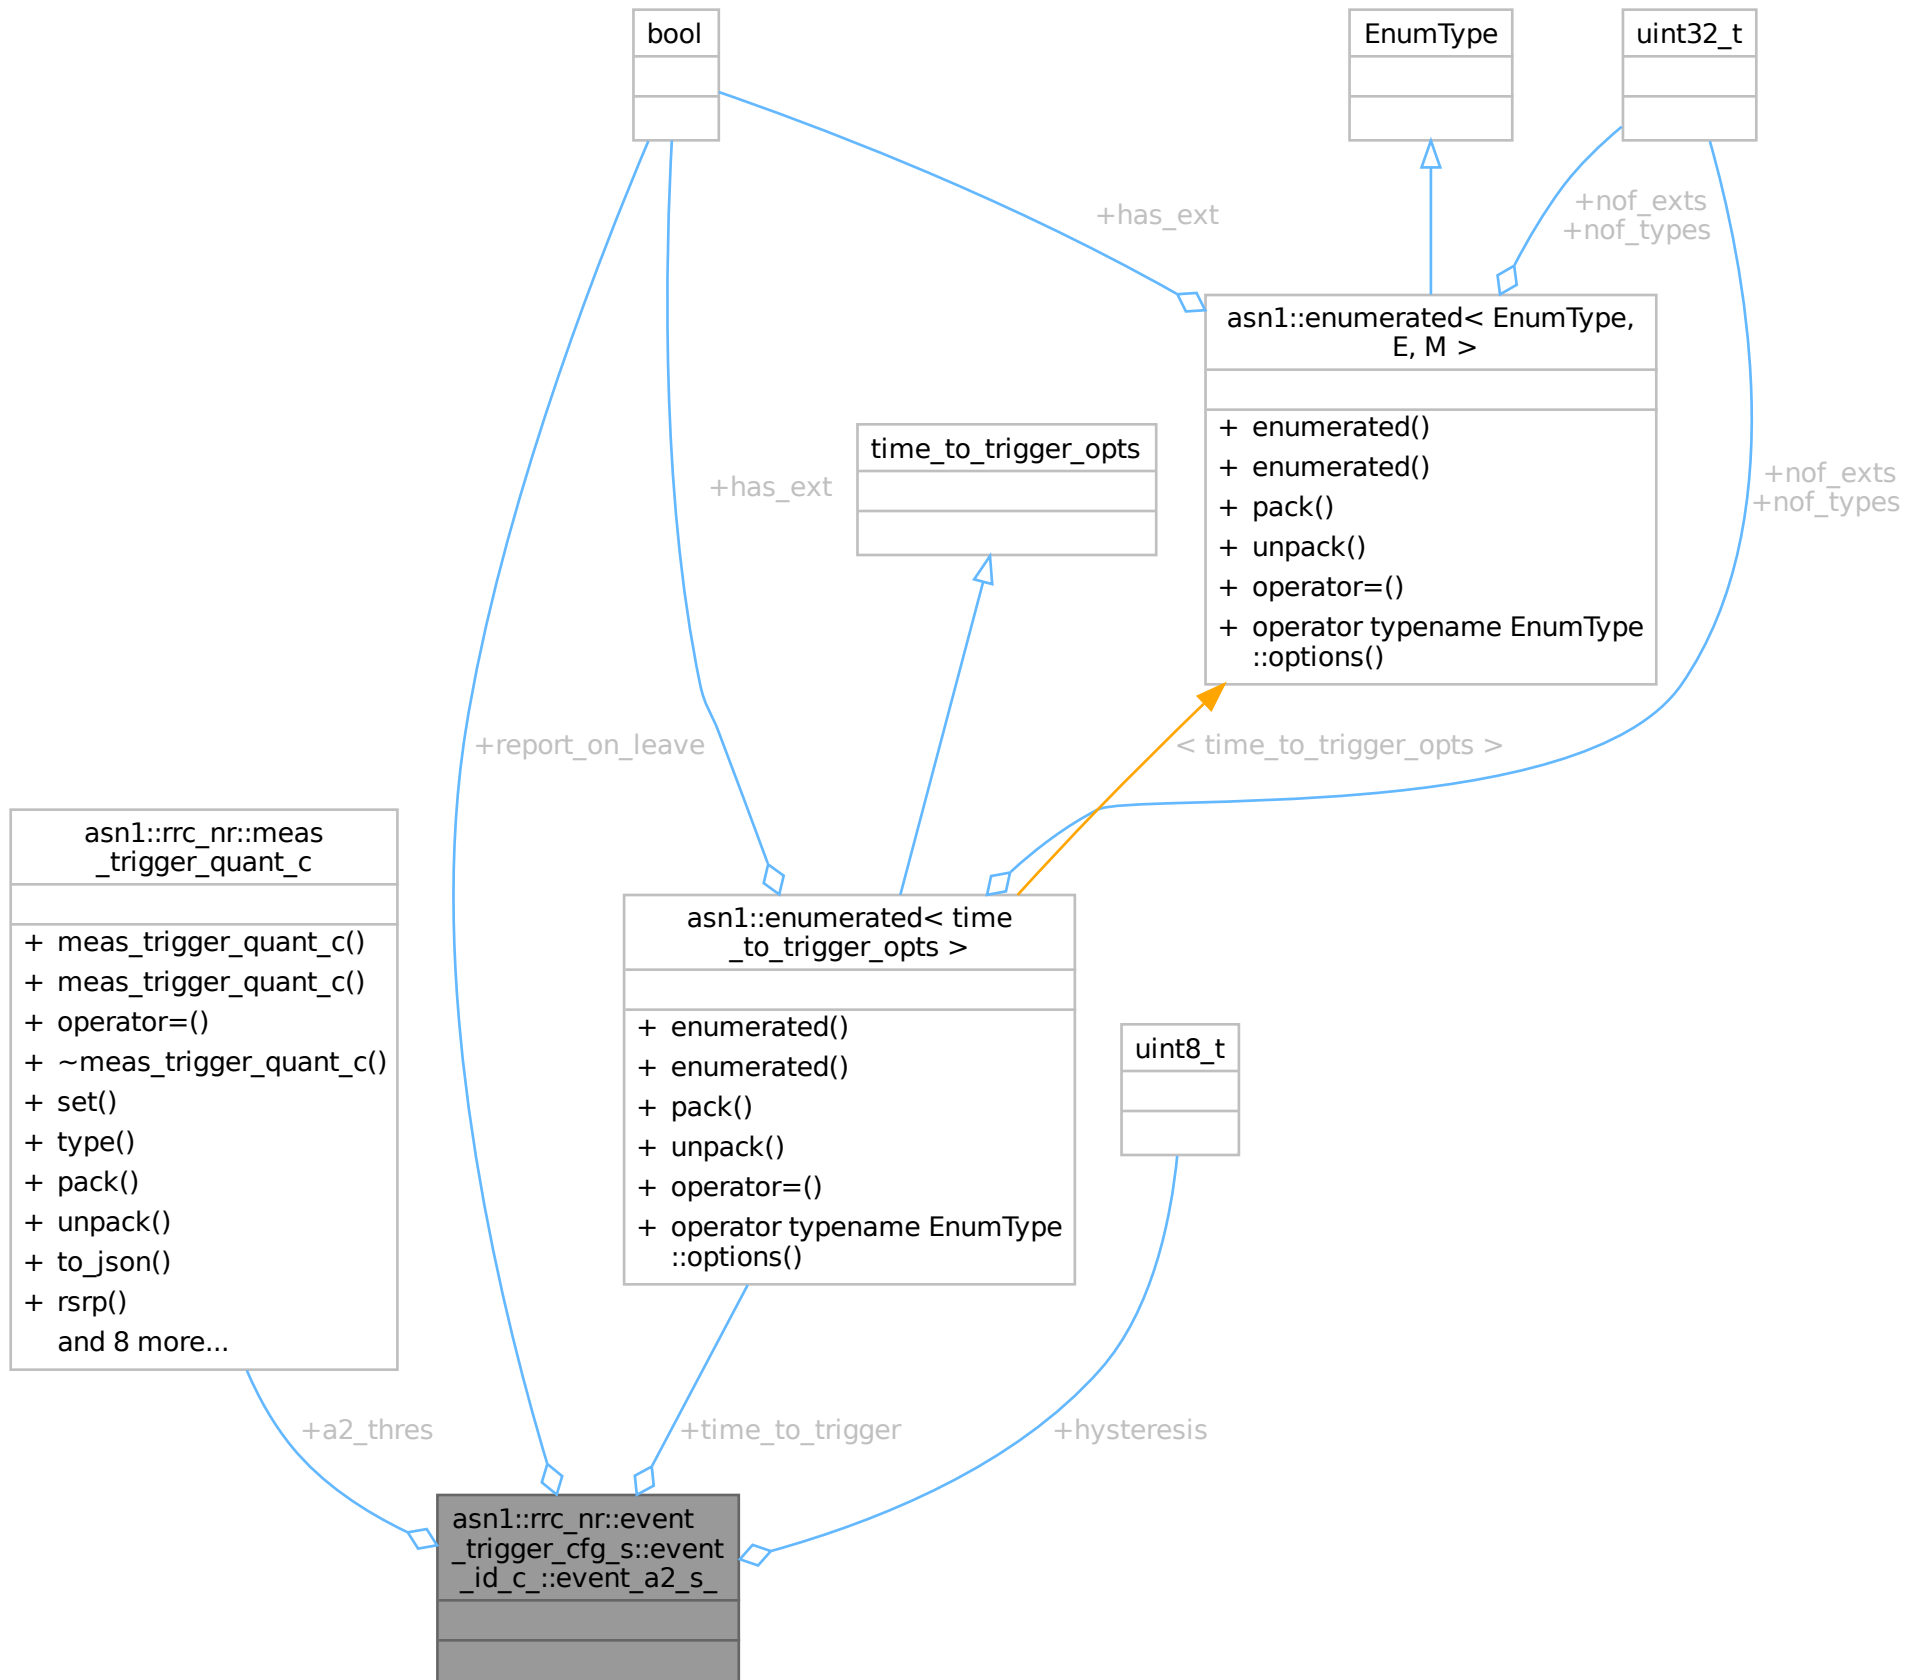 bool
EnumType
uint32_t
+has_ext
+nof_exts
+nof_types
asn1::enumerated< EnumType,
E, M >
+ enumerated()
+ enumerated()
+ pack()
+ unpack()
+ operator=()
+ operator typename EnumType
::options()
time_to_trigger_opts
+has_ext
+nof_exts
+nof_types
+report_on_leave
< time_to_trigger_opts >
asn1::rrc_nr::meas
_trigger_quant_c
+ meas_trigger_quant_c()
+ meas_trigger_quant_c()
+ operator=()
+ ~meas_trigger_quant_c()
+ set()
+ type()
+ pack()
+ unpack()
+ to_json()
+ rsrp()
and 8 more...
asn1::enumerated< time
_to_trigger_opts >
+ enumerated()
+ enumerated()
+ pack()
+ unpack()
+ operator=()
+ operator typename EnumType
::options()
uint8_t
+a2_thres
+time_to_trigger
+hysteresis
asn1::rrc_nr::event
_trigger_cfg_s::event
_id_c_::event_a2_s_